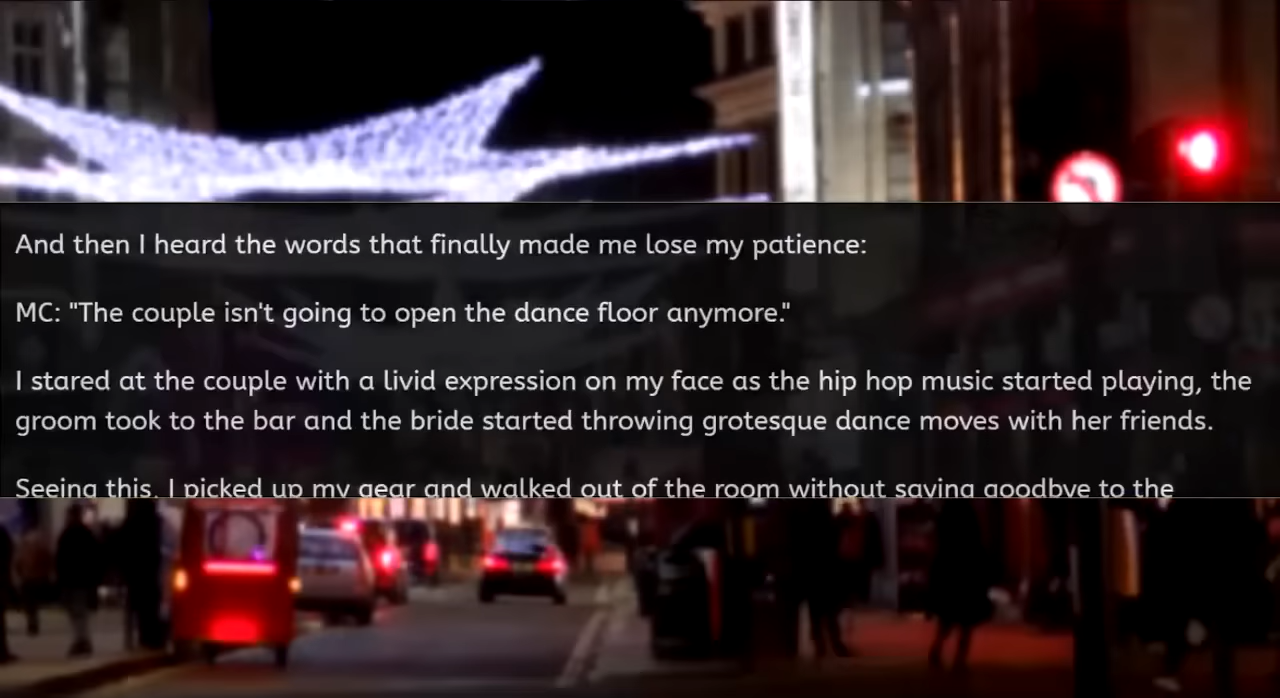 And then I heard the words that finally made me lose my patience:
MC: "The couple isn't going to open the dance floor anymore."
I stared at the couple with a livid expression on my face as the hip hop music started playing, the
groom took to the bar and the bride started throwing grotesque dance moves with her friends.
Seeing this, I picked up my gear and walked out of the room without saying goodbye to the